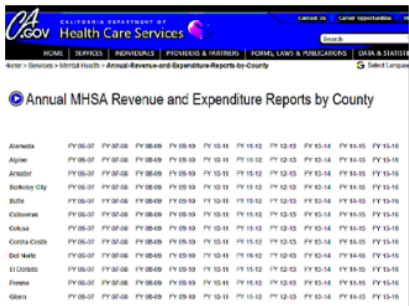 CA.GOV
CALIFORNIA DEPARTMENT OF
Health Care Services
Contact Us | Career Opportunities
Search
HOME | SERVICES | INDIVIDUALS | PROVIDERS & PARTNERS | FORMS, LAWS & PUBLICATIONS | DATA & STATIST
Home > Services > Mental Health > Annual-Revenue-and-Expenditure-Reports-by-County
Select Languag
Annual MHSA Revenue and Expenditure Reports by County
Alameda FY 06-07 FY 07-08 FY 08-09 FY 09-10 FY 10-11 FY 11-12 FY 12-13 FY 13-14 FY 14-15 FY 15-16
Alpine FY 06-07 FY 07-08 FY 08-09 FY 09-10 FY 10-11 FY 11-12 FY 12-13 FY 13-14 FY 14-15 FY 15-16
Amador FY 06-07 FY 07-08 FY 08-09 FY 09-10 FY 10-11 FY 11-12 FY 12-13 FY 13-14 FY 14-15 FY 15-16
Berkeley City FY 06-07 FY 07-08 FY 08-09 FY 09-10 FY 10-11 FY 11-12 FY 12-13 FY 13-14 FY 14-15 FY 15-16
Butte FY 06-07 FY 07-08 FY 08-09 FY 09-10 FY 10-11 FY 11-12 FY 12-13 FY 13-14 FY 14-15 FY 15-16
Calaveras FY 06-07 FY 07-08 FY 08-09 FY 09-10 FY 10-11 FY 11-12 FY 12-13 FY 13-14 FY 14-15 FY 15-16
Colusa FY 06-07 FY 07-08 FY 08-09 FY 09-10 FY 10-11 FY 11-12 FY 12-13 FY 13-14 FY 14-15 FY 15-16
Contra Costa FY 06-07 FY 07-08 FY 08-09 FY 09-10 FY 10-11 FY 11-12 FY 12-13 FY 13-14 FY 14-15 FY 15-16
Del Norte FY 06-07 FY 07-08 FY 08-09 FY 09-10 FY 10-11 FY 11-12 FY 12-13 FY 13-14 FY 14-15 FY 15-16
El Dorado FY 06-07 FY 07-08 FY 08-09 FY 09-10 FY 10-11 FY 11-12 FY 12-13 FY 13-14 FY 14-15 FY 15-16
Fresno FY 06-07 FY 07-08 FY 08-09 FY 09-10 FY 10-11 FY 11-12 FY 12-13 FY 13-14 FY 14-15 FY 15-16
Glenn FY 06-07 FY 07-08 FY 08-09 FY 09-10 FY 10-11 FY 11-12 FY 12-13 FY 13-14 FY 14-15 FY 15-16